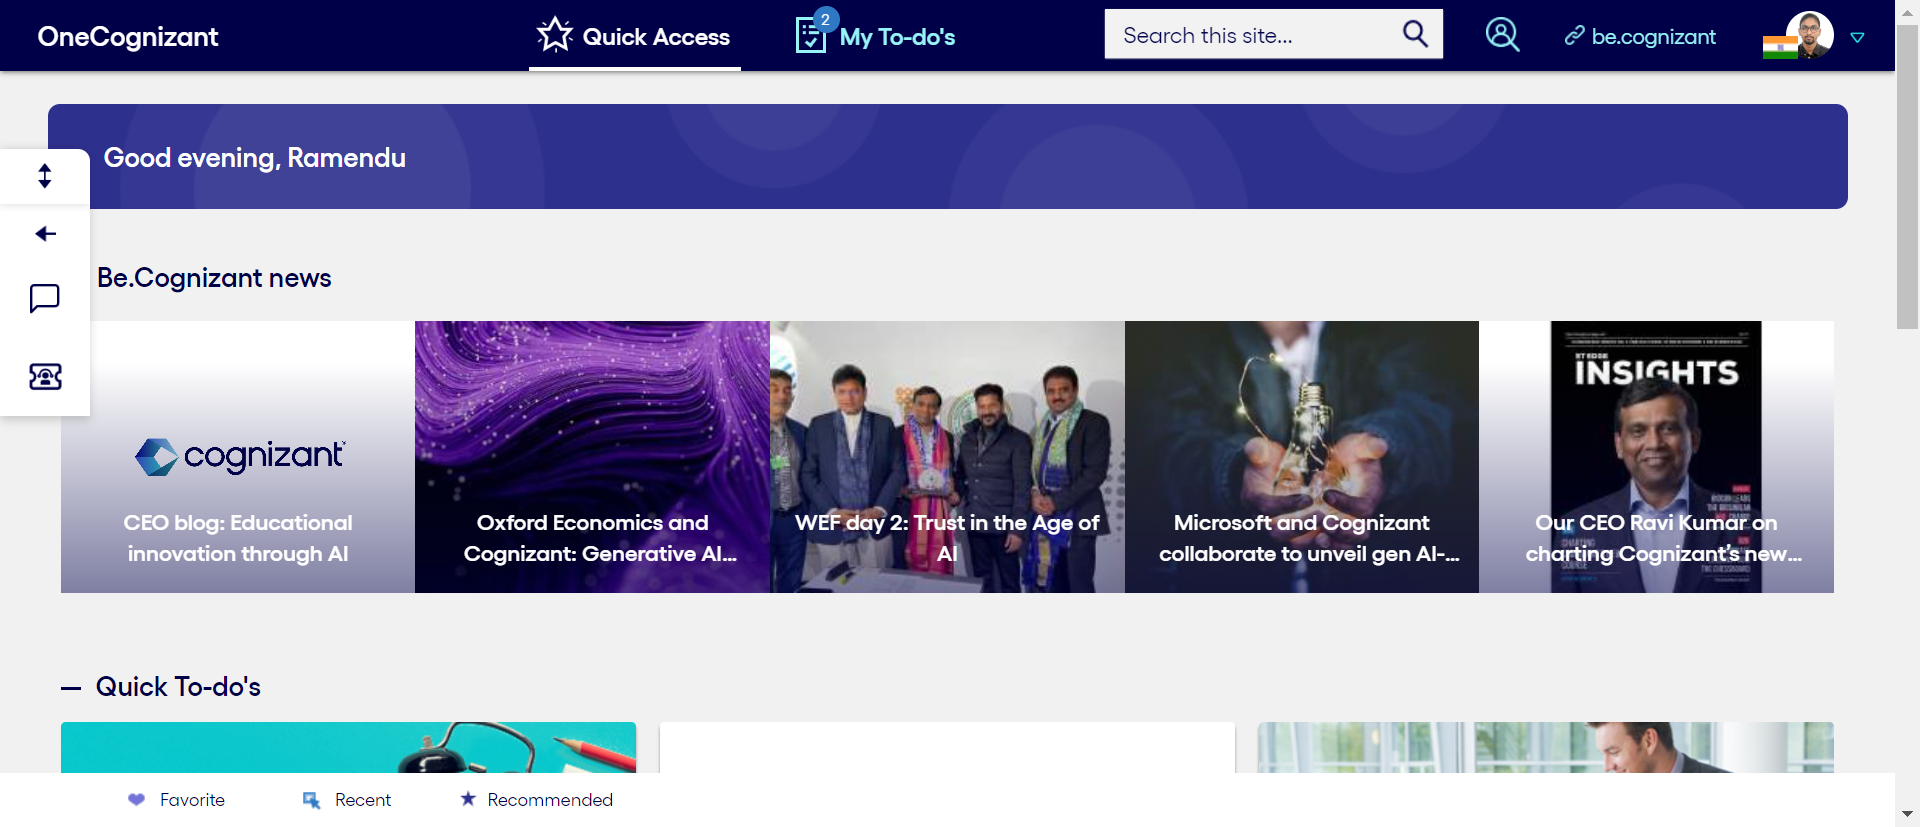 OneCognizant
Quick Access
2
My To-do's
Search this site...
be.cognizant
Good evening, Ramendu
Be.Cognizant news
cognizant
CEO blog: Educational
innovation through AI
Oxford Economics and
Cognizant: Generative AI...
WEF day 2: Trust in the Age of
AI
Microsoft and Cognizant
collaborate to unveil gen AI-...
ET EDGE
INSIGHTS
Our CEO Ravi Kumar on
charting Cognizant's new...
Quick To-do's
Favorite
Recent
Recommended